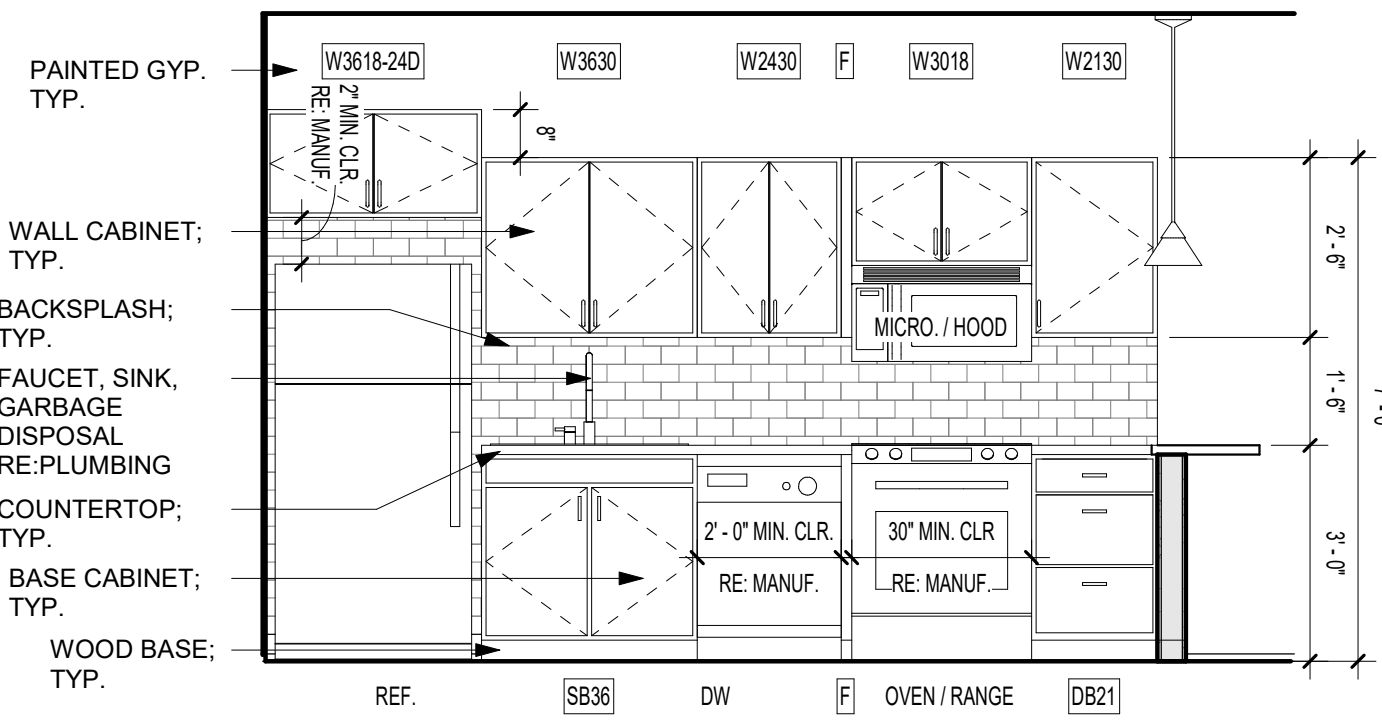 W3618-24D
W3630
W2430
F
W3018
W2130
PAINTED GYP.
TYP.
2" MIN. CLR.
RE: MANUF.
8"
WALL CABINET;
TYP.
2' - 6"
BACKSPLASH;
TYP.
MICRO. / HOOD
FAUCET, SINK,
GARBAGE
DISPOSAL
RE:PLUMBING
1' - 6"
COUNTERTOP;
TYP.
2' - 0" MIN. CLR.
RE: MANUF.
30" MIN. CLR
RE: MANUF.
3' - 0"
BASE CABINET;
TYP.
WOOD BASE;
TYP.
REF.
SB36
DW
F
OVEN / RANGE
DB21